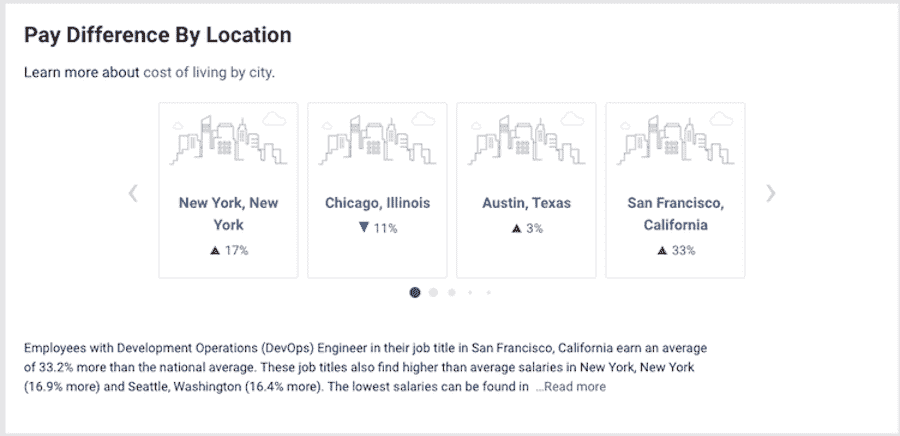 Pay Difference By Location
Learn more about cost of living by city.
New York, New
York
▲ 17%
Chicago, Illinois
▼ 11%
Austin, Texas
▲ 3%
San Francisco,
California
▲ 33%
Employees with Development Operations (DevOps) Engineer in their job title in San Francisco, California earn an average
of 33.2% more than the national average. These job titles also find higher than average salaries in New York, New York
(16.9% more) and Seattle, Washington (16.4% more). The lowest salaries can be found in ...Read more